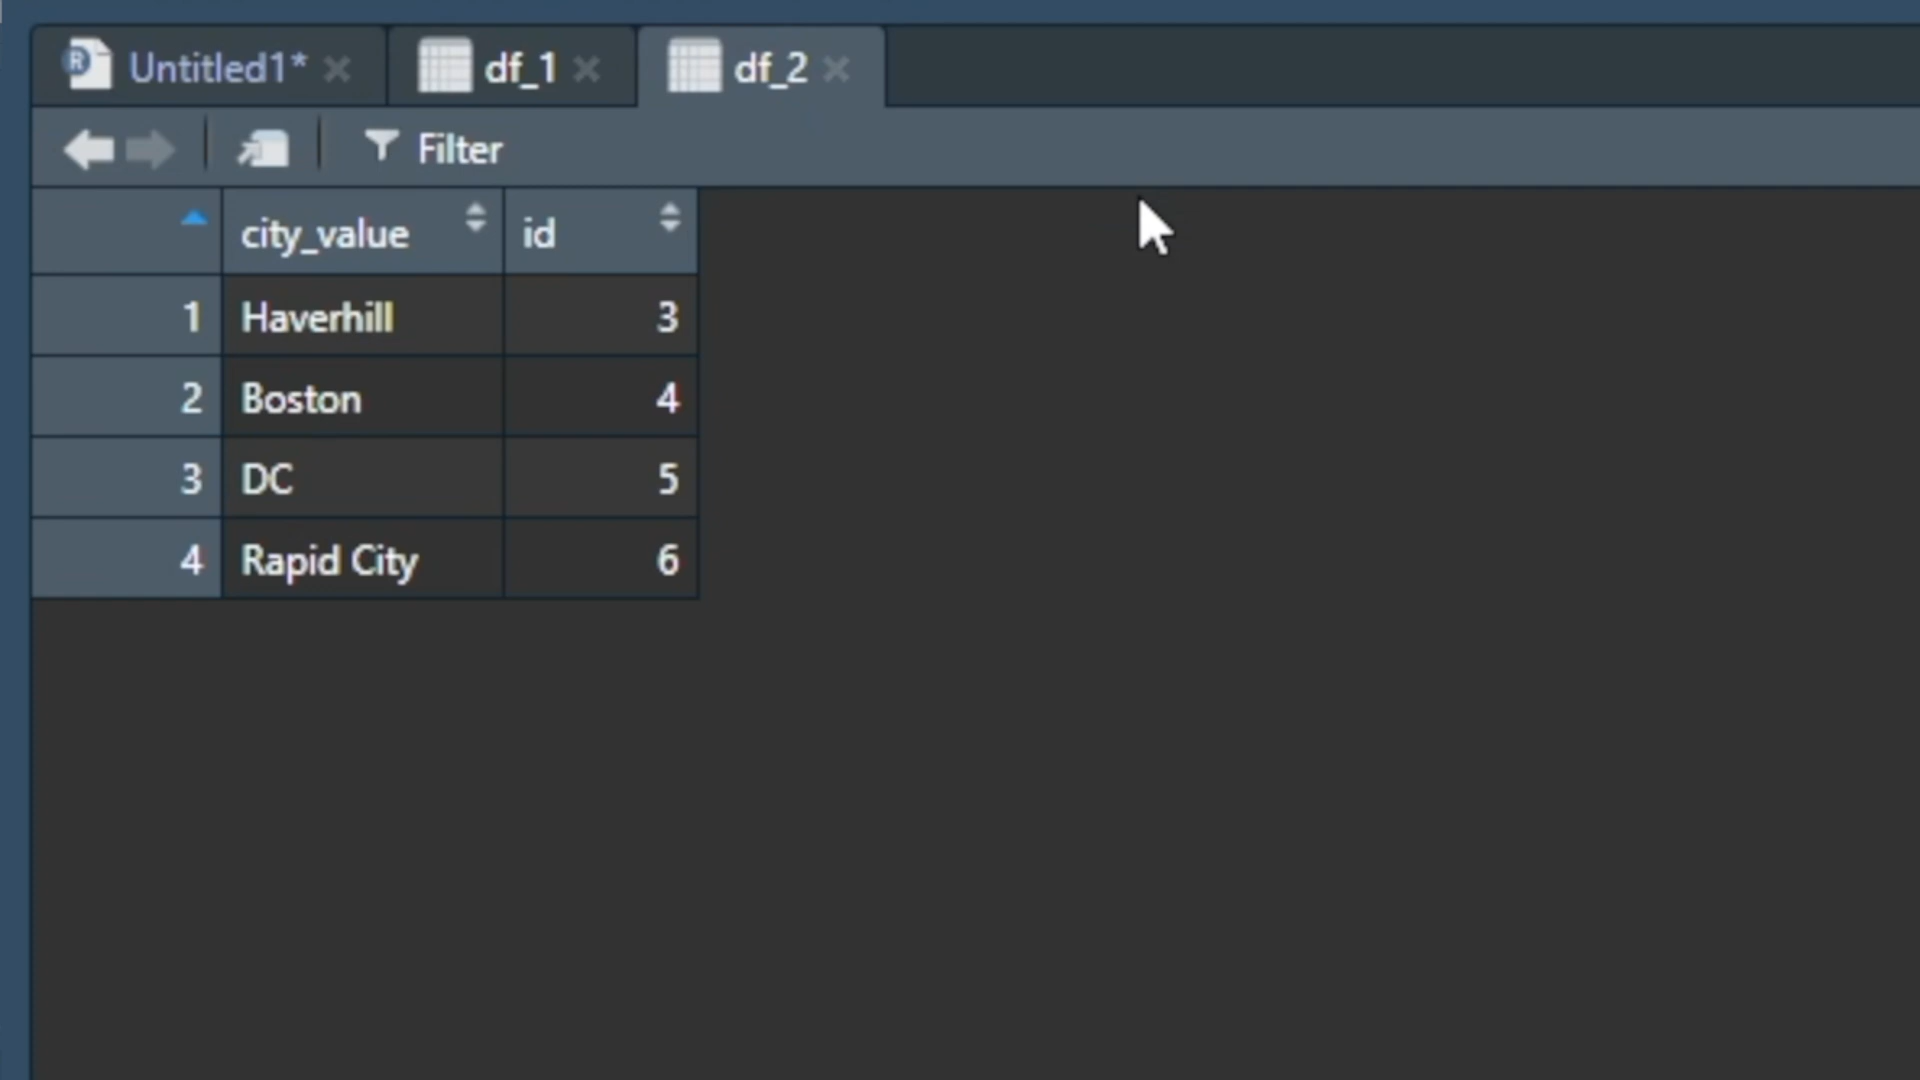 Untitled1* df_1 df_2
Filter
city_value id
1 Haverhill 3
2 Boston 4
3 DC 5
4 Rapid City 6